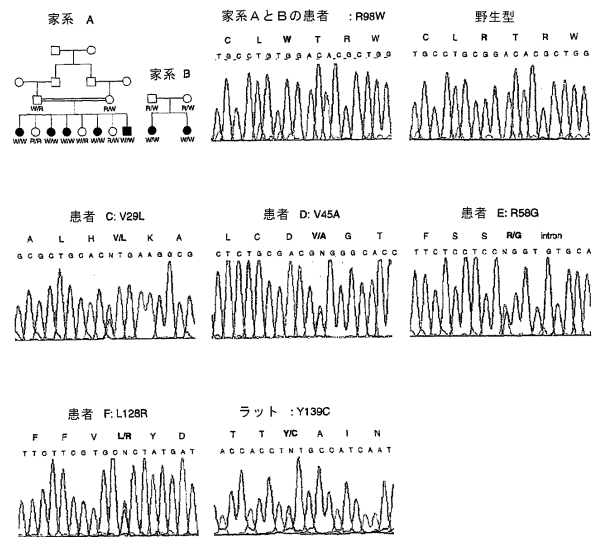 家系 A
家系 B
W/R R/W
W/W R/R W/W W/W W/R W/W R/W W/W
R/W R/W
W/W W/W
家系AとBの患者 : R98W
C L W T R W
T G C C T G T G G A C A C G C T G G
野生型
C L R T R W
T G C C T G C G G A C A C G C T G G
患者 C: V29L
A L H V/L K A
G C G C T G C A C N T G A A G G C G
患者 D: V45A
L C D V/A G T
C T C T G C G A C G N G G G C A C C
患者 E: R58G
F S S R/G intron
T T C T C C T C C N G G T G T G C A
患者 F: L128R
F F V L/R Y D
T T C T T C G T G C N C T A T G A T
ラット : Y139C
T T Y/C A I N
A C C A C C T N T G C C A T C A A T